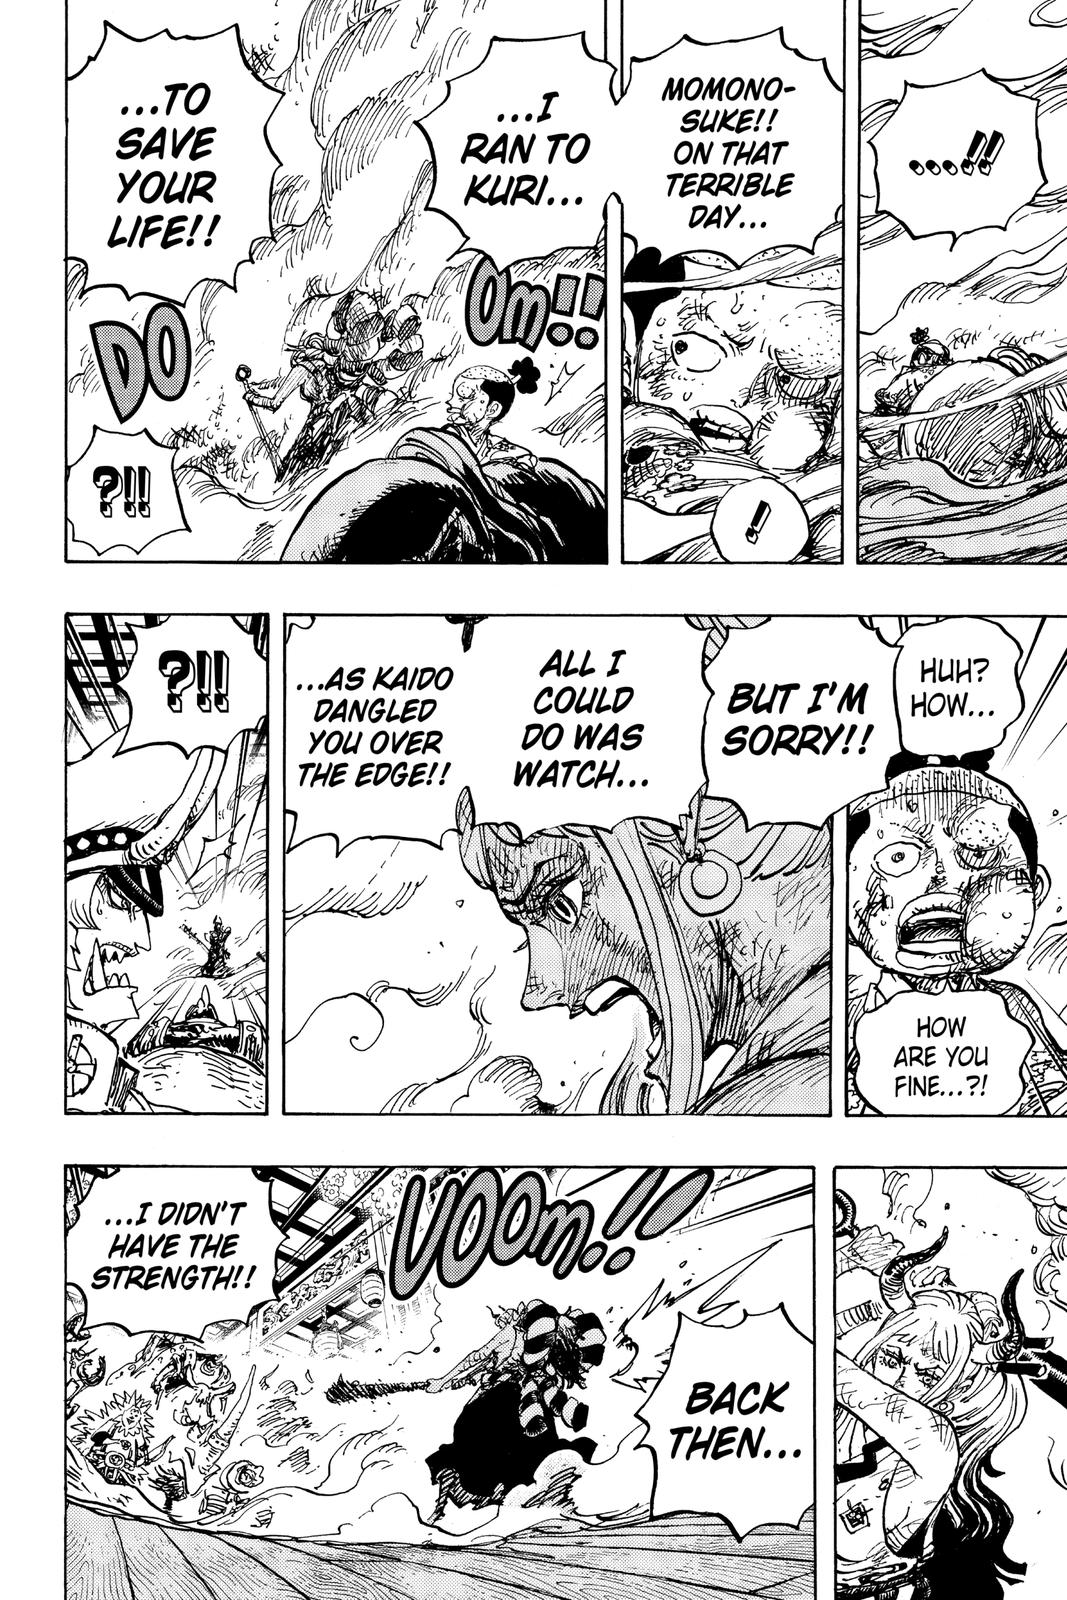 ...!!
MOMONO-
SUKE!!
ON THAT
TERRIBLE
DAY...
!
...I
RAN TO
KURI...
...TO
SAVE
YOUR
LIFE!!
DOOM!!
?!!
HUH?
HOW...
HOW
ARE YOU
FINE...?!
BUT I'M
SORRY!!
ALL I
COULD
DO WAS
WATCH...
...AS KAIDO
DANGLED
YOU OVER
THE EDGE!!
?!!
BACK
THEN...
VOOM!!
...I DIDN'T
HAVE THE
STRENGTH!!